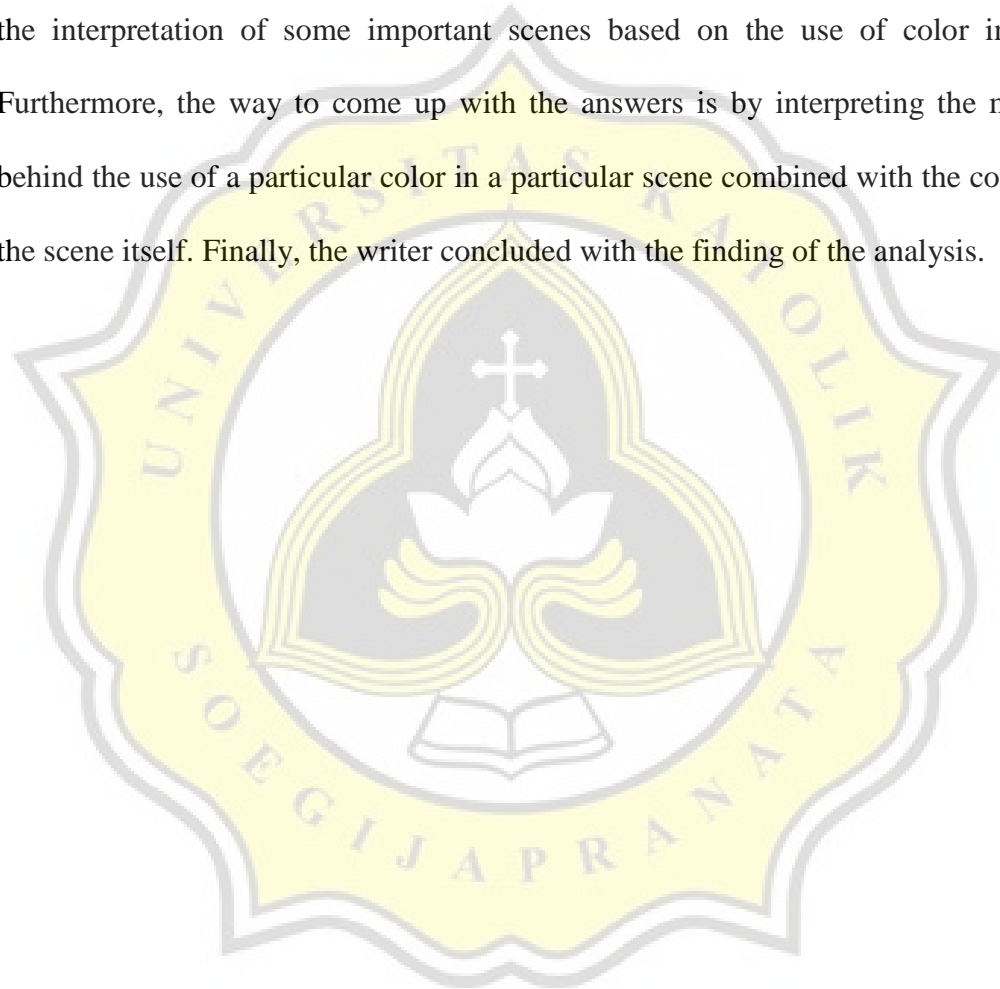 the interpretation of some important scenes based on the use of color
Furthermore, the way to come up with the answers is by interpreting the
behind the use of a particular color in a particular scene combined with the
the scene itself. Finally, the writer concluded with the finding of the analysis.
UNIVERSITAS KATOLIK
SOEGIJAPRANATA